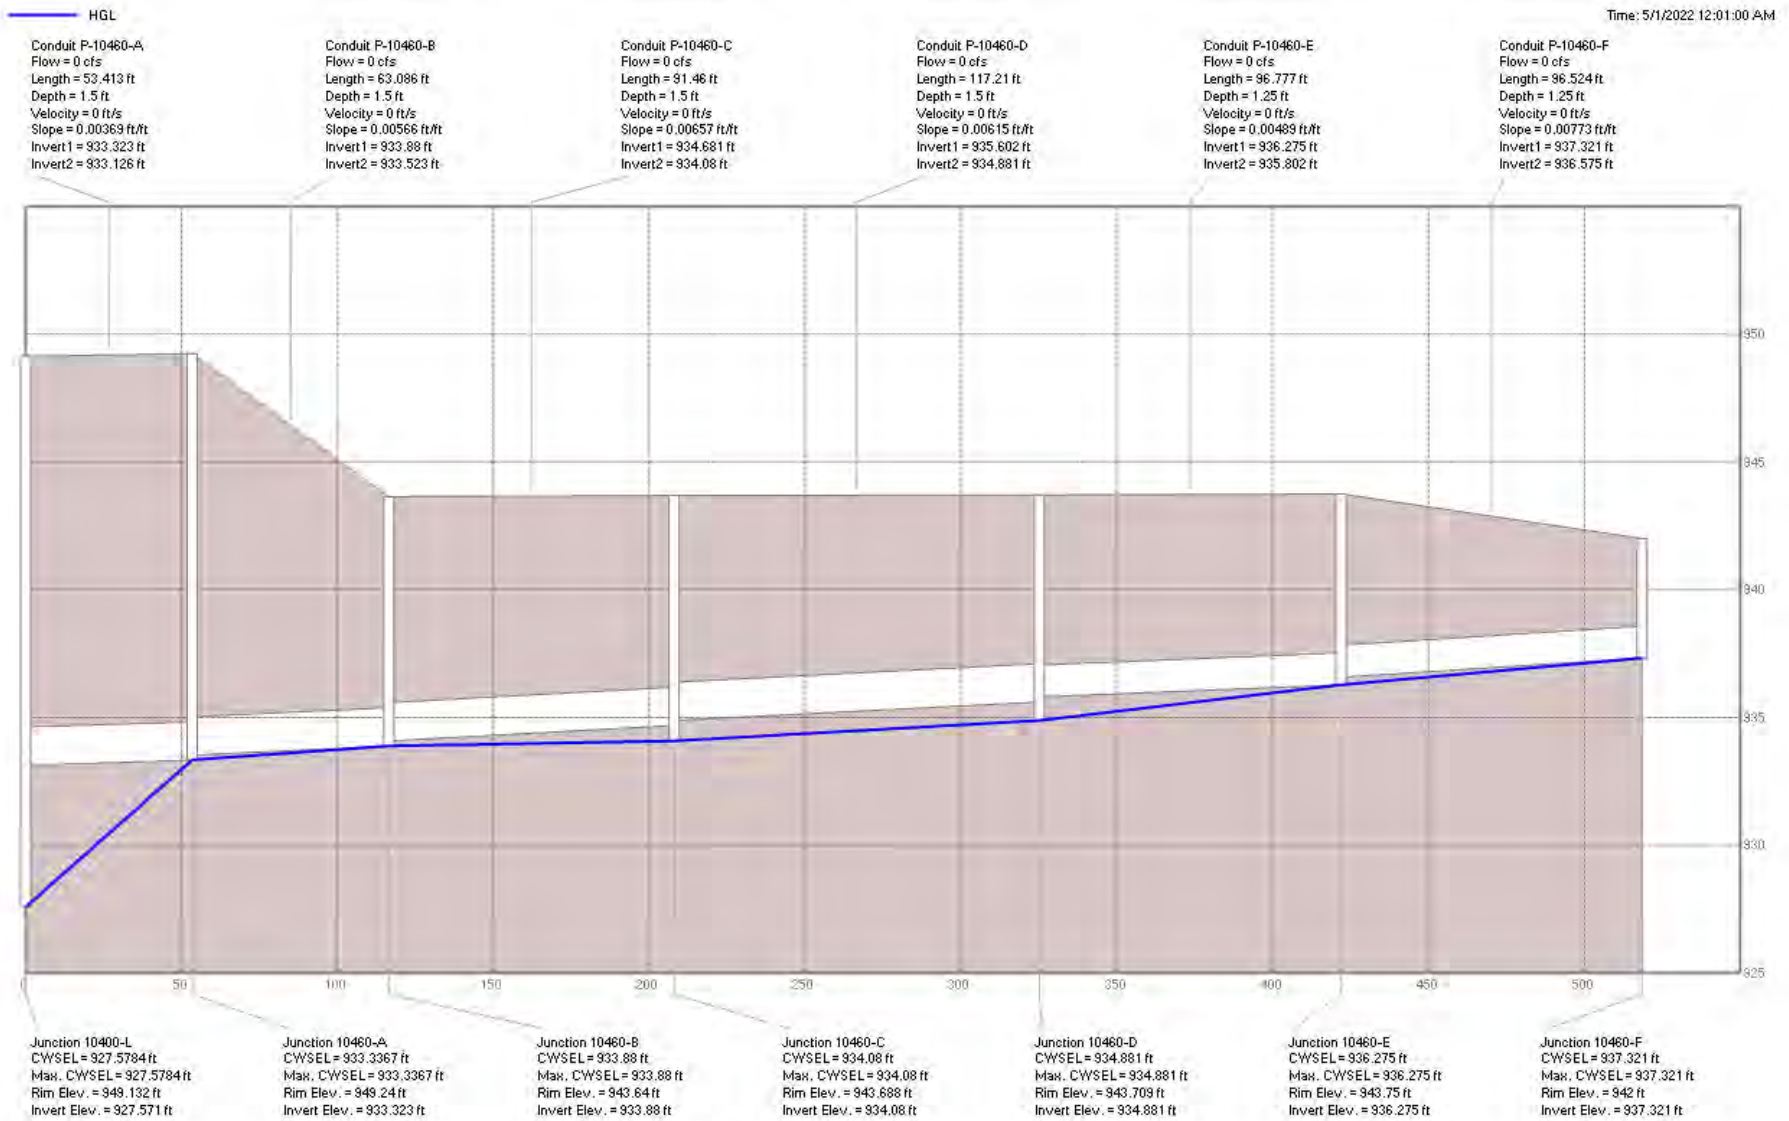 HGL
Time: 5/1/2022 12:01:00 AM
Conduit P-10460-A
Flow = 0 cfs
Length = 53.413 ft
Depth = 1.5 ft
Velocity = 0 ft/s
Slope = 0.00369 ft/ft
Invert1 = 933.323 ft
Invert2 = 933.126 ft
Conduit P-10460-B
Flow = 0 cfs
Length = 63.086 ft
Depth = 1.5 ft
Velocity = 0 ft/s
Slope = 0.00566 ft/ft
Invert1 = 933.88 ft
Invert2 = 933.523 ft
Conduit P-10460-C
Flow = 0 cfs
Length = 91.46 ft
Depth = 1.5 ft
Velocity = 0 ft/s
Slope = 0.00657 ft/ft
Invert1 = 934.681 ft
Invert2 = 934.08 ft
Conduit P-10460-D
Flow = 0 cfs
Length = 117.21 ft
Depth = 1.5 ft
Velocity = 0 ft/s
Slope = 0.00615 ft/ft
Invert1 = 935.602 ft
Invert2 = 934.881 ft
Conduit P-10460-E
Flow = 0 cfs
Length = 96.777 ft
Depth = 1.25 ft
Velocity = 0 ft/s
Slope = 0.00489 ft/ft
Invert1 = 936.275 ft
Invert2 = 935.802 ft
Conduit P-10460-F
Flow = 0 cfs
Length = 96.524 ft
Depth = 1.25 ft
Velocity = 0 ft/s
Slope = 0.00773 ft/ft
Invert1 = 937.321 ft
Invert2 = 936.575 ft
950
945
940
935
930
925
0 50 100 150 200 250 300 350 400 450 500
Junction 10400-L
CWSEL = 927.5784 ft
Max. CWSEL = 927.5784 ft
Rim Elev. = 949.132 ft
Invert Elev. = 927.571 ft
Junction 10460-A
CWSEL = 933.3367 ft
Max. CWSEL = 933.3367 ft
Rim Elev. = 949.24 ft
Invert Elev. = 933.323 ft
Junction 10460-B
CWSEL = 933.88 ft
Max. CWSEL = 933.88 ft
Rim Elev. = 943.64 ft
Invert Elev. = 933.88 ft
Junction 10460-C
CWSEL = 934.08 ft
Max. CWSEL = 934.08 ft
Rim Elev. = 943.688 ft
Invert Elev. = 934.08 ft
Junction 10460-D
CWSEL = 934.881 ft
Max. CWSEL = 934.881 ft
Rim Elev. = 943.709 ft
Invert Elev. = 934.881 ft
Junction 10460-E
CWSEL = 936.275 ft
Max. CWSEL = 936.275 ft
Rim Elev. = 943.75 ft
Invert Elev. = 936.275 ft
Junction 10460-F
CWSEL = 937.321 ft
Max. CWSEL = 937.321 ft
Rim Elev. = 942 ft
Invert Elev. = 937.321 ft